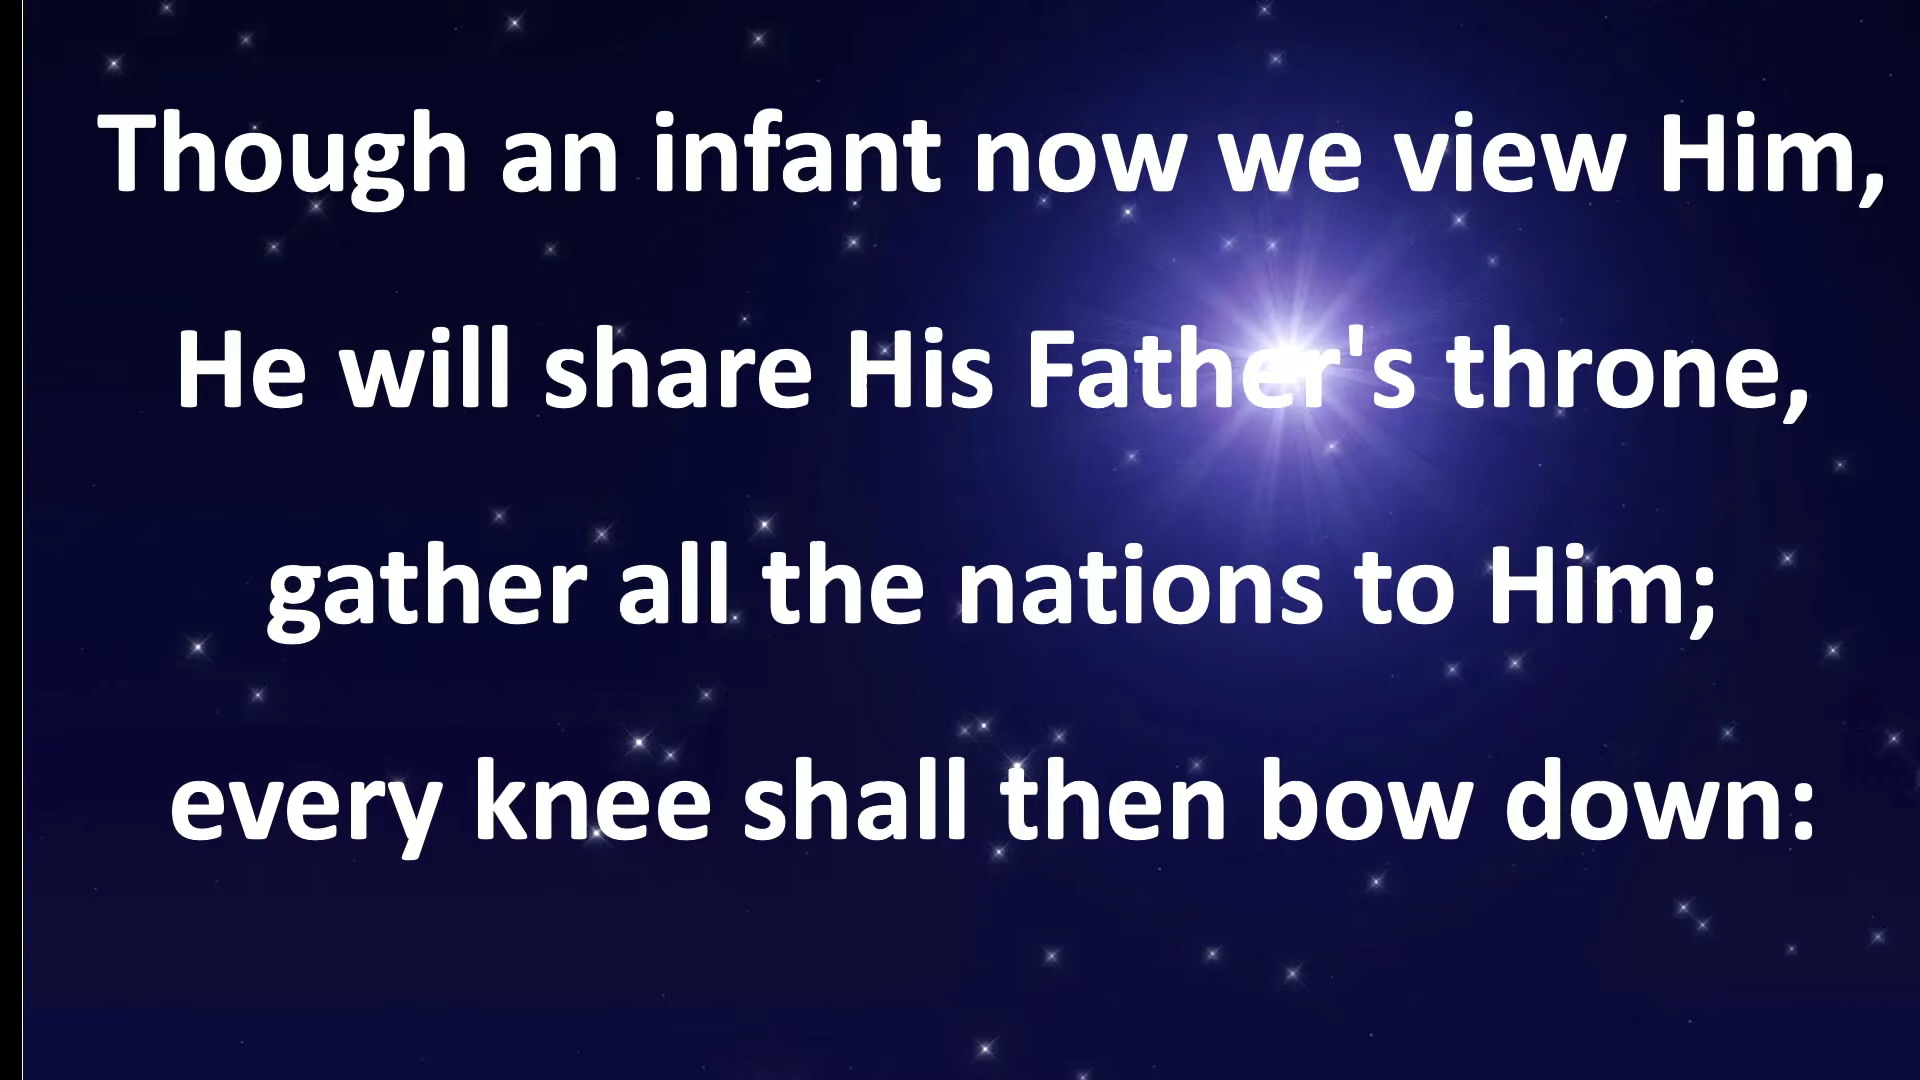 Though an infant now we view Him,
He will share His Father's throne,
gather all the nations to Him;
every knee shall then bow down: